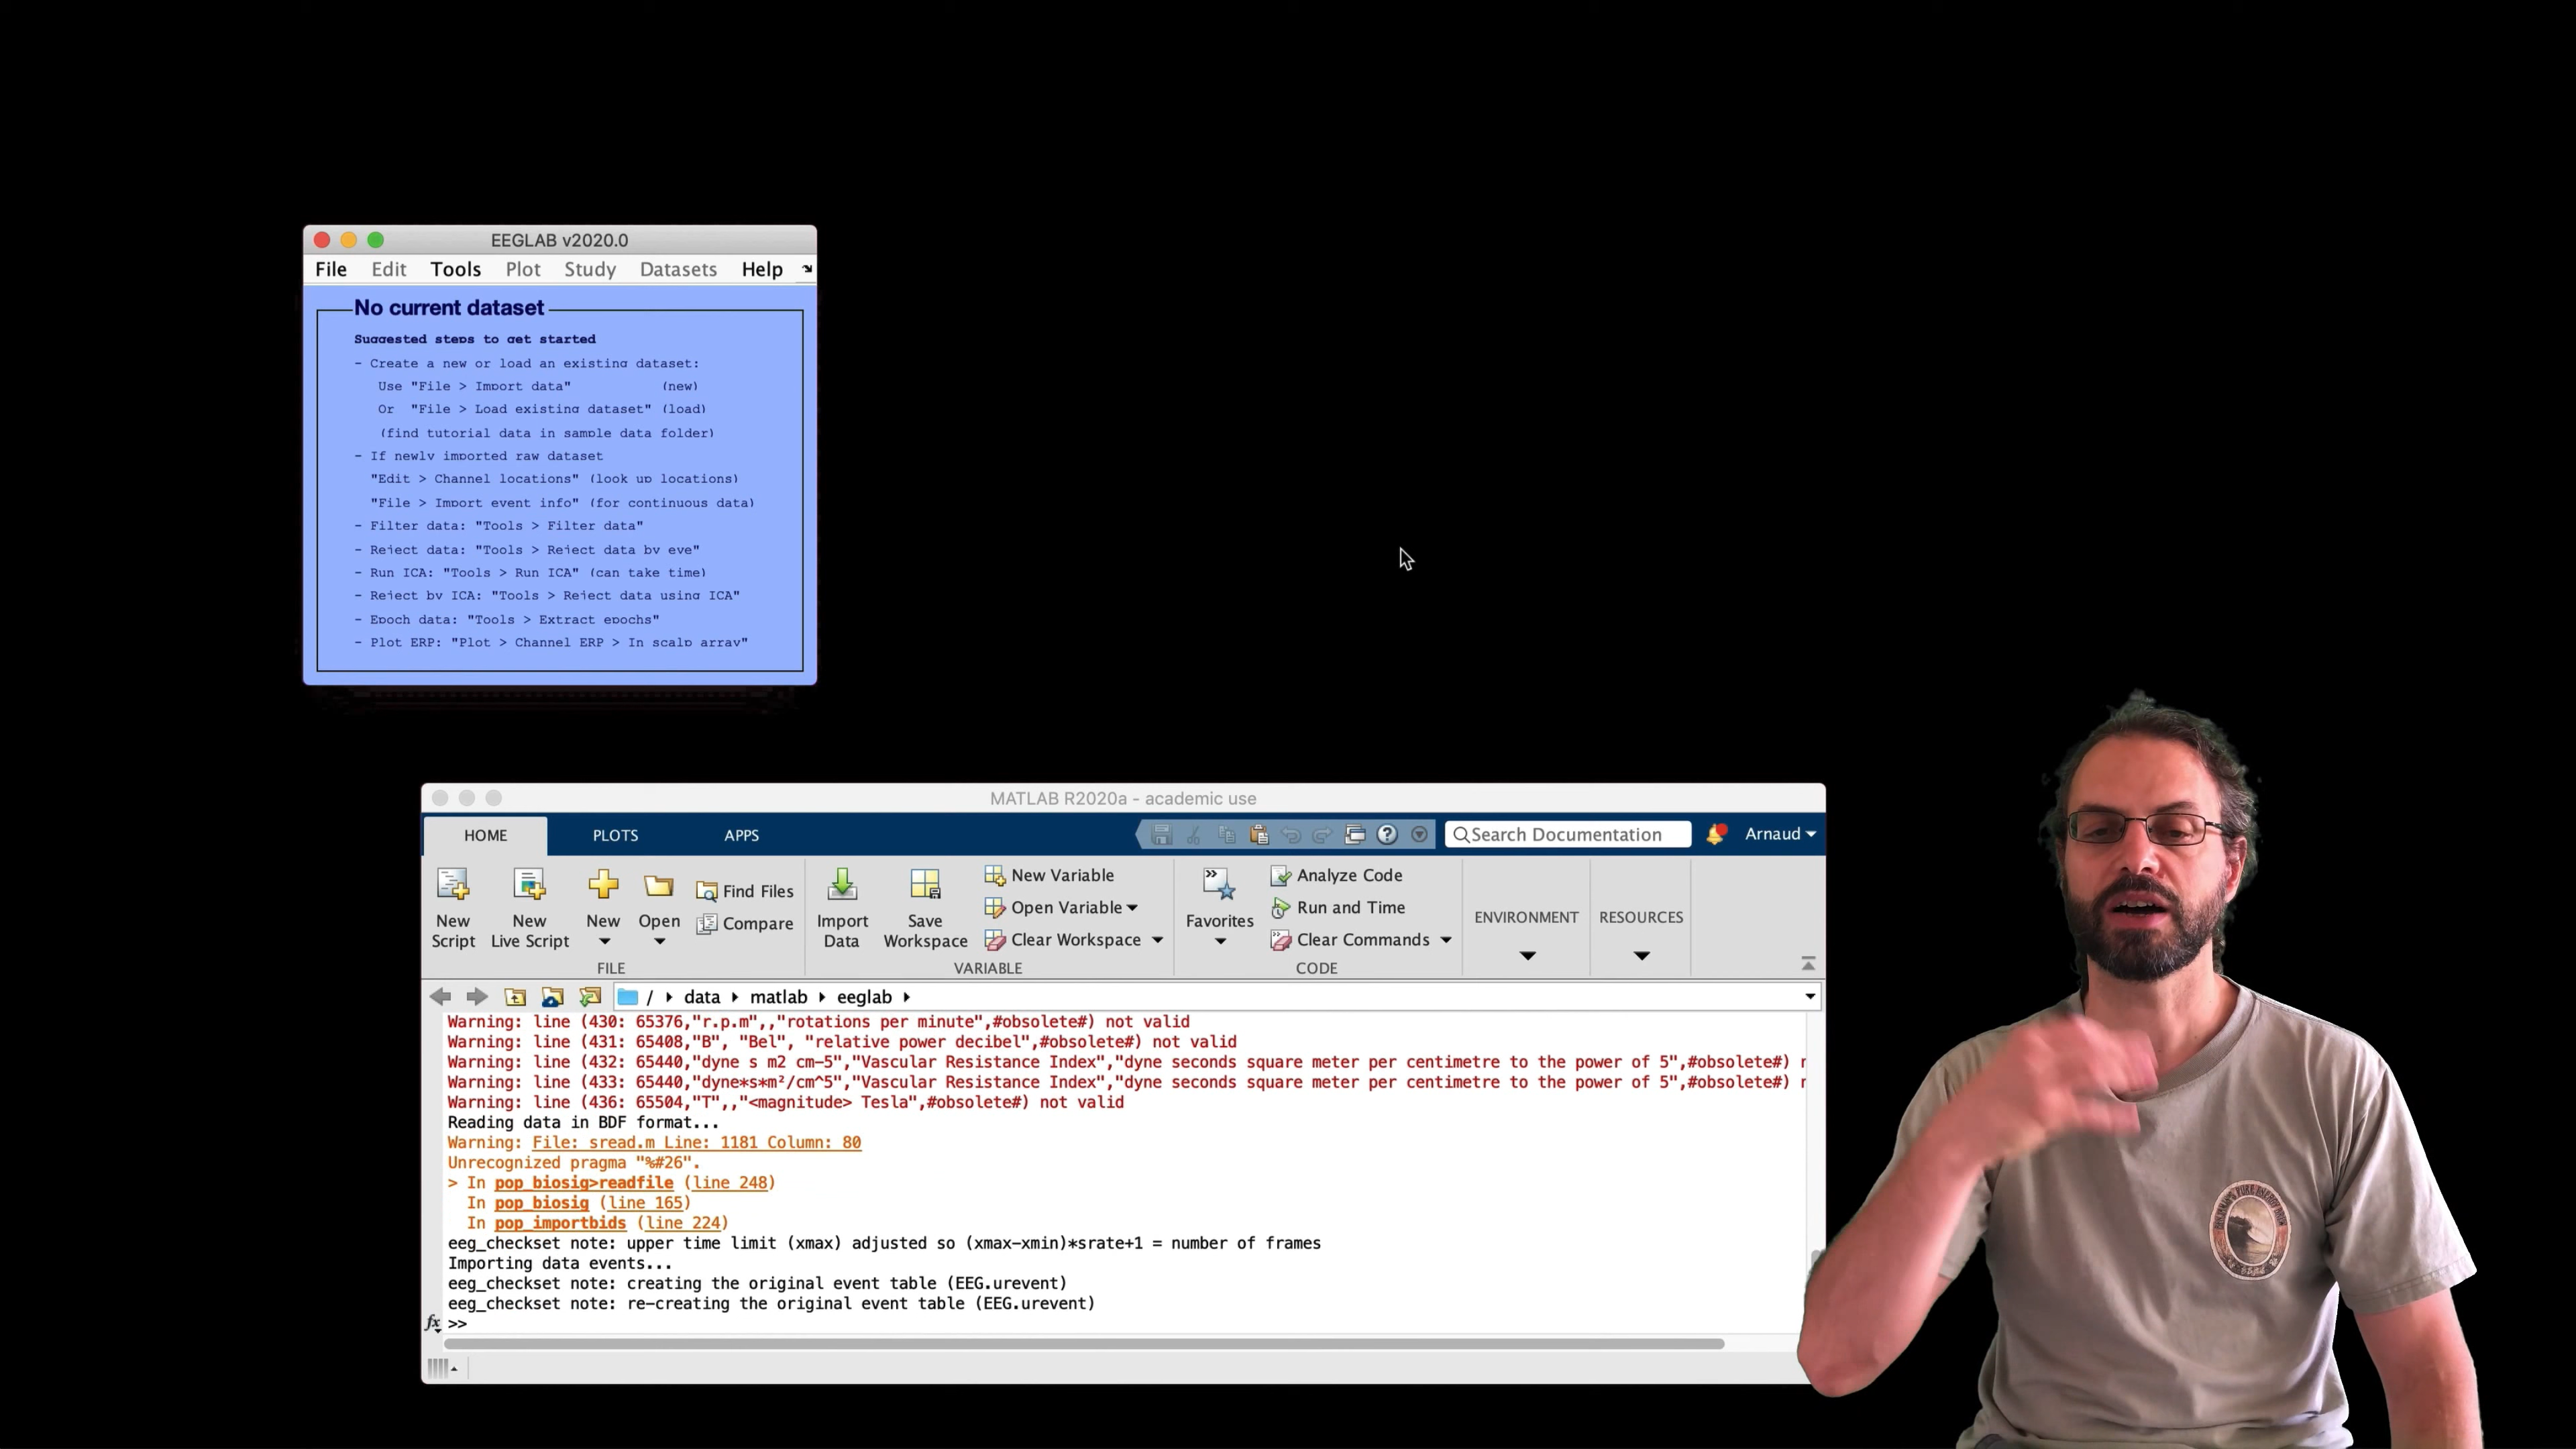 EEGLAB v2020.0
File Edit Tools Plot Study Datasets Help
No current dataset
Suggested steps to get started
- Create a new or load an existing dataset:
Use "File > Import data" (new)
Or "File > Load existing dataset" (load)
(find tutorial data in sample data folder)
- If newly imported raw dataset
"Edit > Channel locations" (look up locations)
"File > Import event info" (for continuous data)
- Filter data: "Tools > Filter data"
- Reject data: "Tools > Reject data by eye"
- Run ICA: "Tools > Run ICA" (can take time)
- Reject by ICA: "Tools > Reject data using ICA"
- Epoch data: "Tools > Extract epochs"
- Plot ERP: "Plot > Channel ERP > In scalp array"
MATLAB R2020a - academic use
HOME PLOTS APPS
Search Documentation
Arnaud
New Script
New Live Script
New
Open
Find Files
Compare
Import Data
Save Workspace
New Variable
Open Variable
Clear Workspace
Favorites
Analyze Code
Run and Time
Clear Commands
ENVIRONMENT
RESOURCES
FILE
VARIABLE
CODE
/ data matlab eeglab
Warning: line (430: 65376,"r.p.m",,"rotations per minute",#obsolete#) not valid
Warning: line (431: 65408,"B", "Bel", "relative power decibel",#obsolete#) not valid
Warning: line (432: 65440,"dyne s m2 cm-5","Vascular Resistance Index","dyne seconds square meter per centimetre to the power of 5",#obsolete#)
Warning: line (433: 65440,"dyne*s*m²/cm^5","Vascular Resistance Index","dyne seconds square meter per centimetre to the power of 5",#obsolete#)
Warning: line (436: 65504,"T",,"<magnitude> Tesla",#obsolete#) not valid
Reading data in BDF format...
Warning: File: sread.m Line: 1181 Column: 80
Unrecognized pragma "%#26".
> In pop_biosig>readfile (line 248)
In pop_biosig (line 165)
In pop_importbids (line 224)
eeg_checkset note: upper time limit (xmax) adjusted so (xmax-xmin)*srate+1 = number of frames
Importing data events...
eeg_checkset note: creating the original event table (EEG.urevent)
eeg_checkset note: re-creating the original event table (EEG.urevent)
fx >>